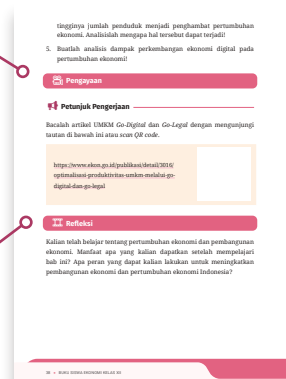 tingginya jumlah penduduk menjadi penghambat pertumbuhan
ekonomi. Analisislah mengapa hal tersebut dapat terjadi!
5. Buatlah analisis dampak perkembangan ekonomi digital pada
pertumbuhan ekonomi!
Pengayaan
Petunjuk Pengerjaan
Bacalah artikel UMKM Go-Digital dan Go-Legal dengan mengunjungi
tautan di bawah ini atau scan QR code.
https://www.ekon.go.id/publikasi/detail/3016/
optimalisasi-produktivitas-umkm-melalui-go-
digital-dan-go-legal
Refleksi
Kalian telah belajar tentang pertumbuhan ekonomi dan pembangunan
ekonomi. Manfaat apa yang kalian dapatkan setelah mempelajari
bab ini? Apa peran yang dapat kalian lakukan untuk meningkatkan
pembangunan ekonomi dan pertumbuhan ekonomi Indonesia?
BUKU SISWA EKONOMI KELAS XI